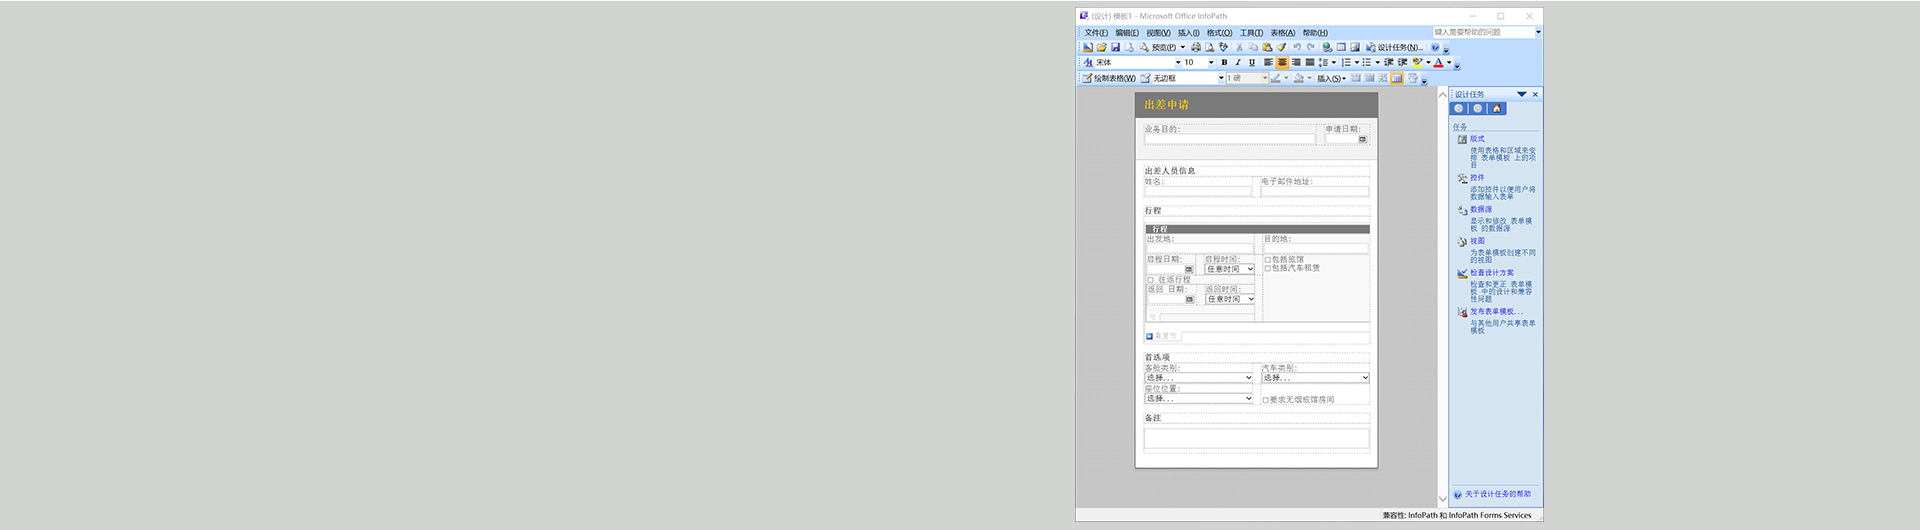 (设计) 模板1 - Microsoft Office InfoPath
文件(F) 编辑(E) 视图(V) 插入(I) 格式(O) 工具(T) 表格(A) 帮助(H) 键入需要帮助的问题
预览(P) 设计任务(N)...
宋体 10 B I U
绘制表格(W) 无边框 1 磅 插入(S)
出差申请
业务目的: 申请日期:
出差人员信息
姓名: 电子邮件地址:
行程
行程
出发地: 目的地:
启程日期: 启程时间: 包括旅馆
任意时间 包括汽车租赁
往返行程
返回 日期: 返回时间:
任意时间
节
重复节
首选项
客舱类别: 汽车类别:
选择... 选择...
座位位置:
选择... 要求无烟旅馆房间
备注
设计任务
任务
版式
使用表格和区域来安
排 表单模板 上的项
目
控件
添加控件以便用户将
数据输入表单
数据源
显示和修改 表单模
板 的数据源
视图
为表单模板创建不同
的视图
检查设计方案
检查和更正 表单模
板 中的设计和兼容
性问题
发布表单模板...
与其他用户共享表单
模板
关于设计任务的帮助
兼容性: InfoPath 和 InfoPath Forms Services